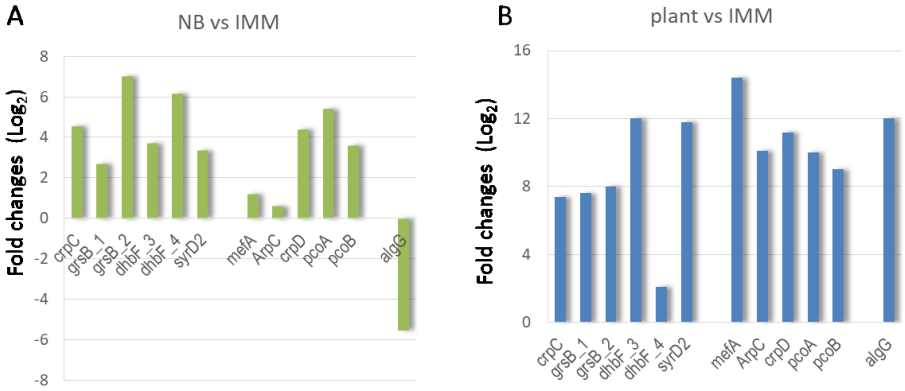 A
NB vs IMM
Fold changes (Log2)
8
6
4
2
0
-2
-4
-6
-8
crpC
grsB_1
grsB_2
dhbF_3
dhbF_4
syrD2
mefA
ArpC
crpD
pcoA
pcoB
algG
B
plant vs IMM
Fold changes (Log2)
16
12
8
4
0
crpC
grsB_1
grsB_2
dhbF_3
dhbF_4
syrD2
mefA
ArpC
crpD
pcoA
pcoB
algG